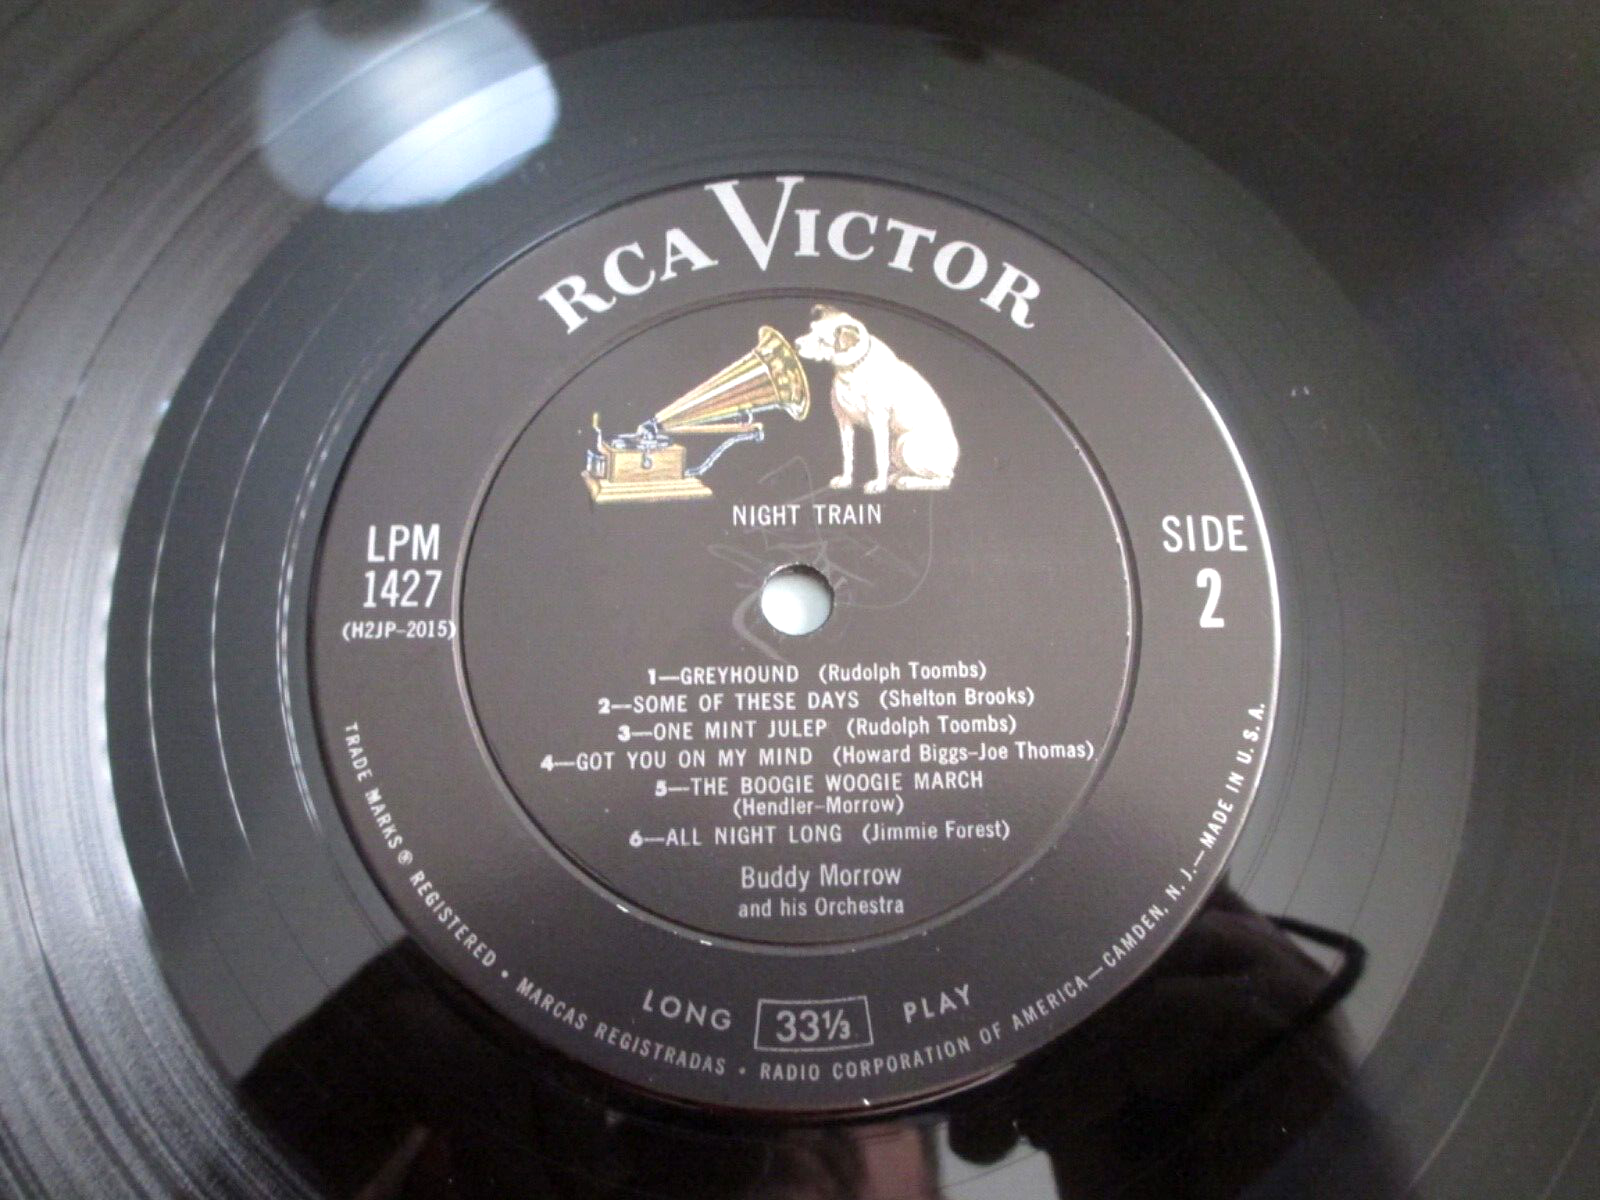 RCA VICTOR
NIGHT TRAIN
LPM
1427
(H2JP-2015)
SIDE
2
1—GREYHOUND (Rudolph Toombs)
2—SOME OF THESE DAYS (Shelton Brooks)
3—ONE MINT JULEP (Rudolph Toombs)
4—GOT YOU ON MY MIND (Howard Biggs-Joe Thomas)
5—THE BOOGIE WOOGIE MARCH
(Hendler-Morrow)
6—ALL NIGHT LONG (Jimmie Forest)
Buddy Morrow
and his Orchestra
LONG 33⅓ PLAY
TRADE MARKS ® REGISTERED • MARCAS REGISTRADAS • RADIO CORPORATION OF AMERICA—CAMDEN, N. J.—MADE IN U. S. A.